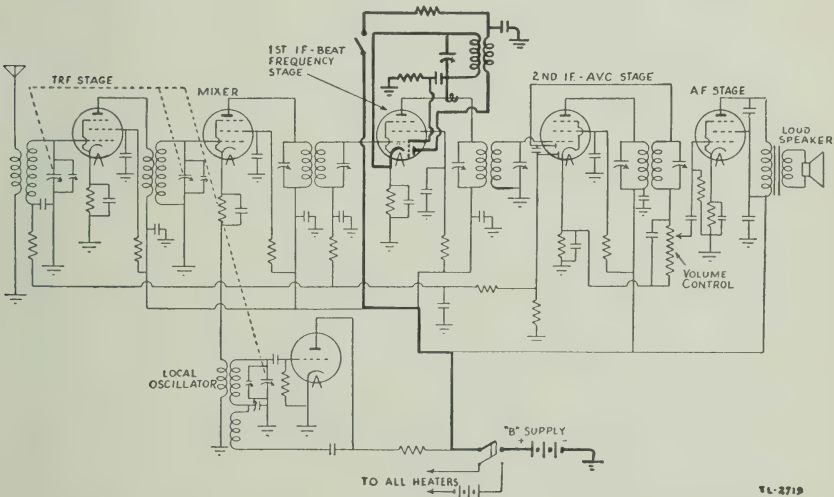 1ST IF-BEAT
FREQUENCY
STAGE
TRF STAGE
MIXER
2ND IF.-AVC STAGE
AF STAGE
LOUD
SPEAKER
VOLUME
CONTROL
LOCAL
OSCILLATOR
"B" SUPPLY
+ -
TO ALL HEATERS
TL-2719